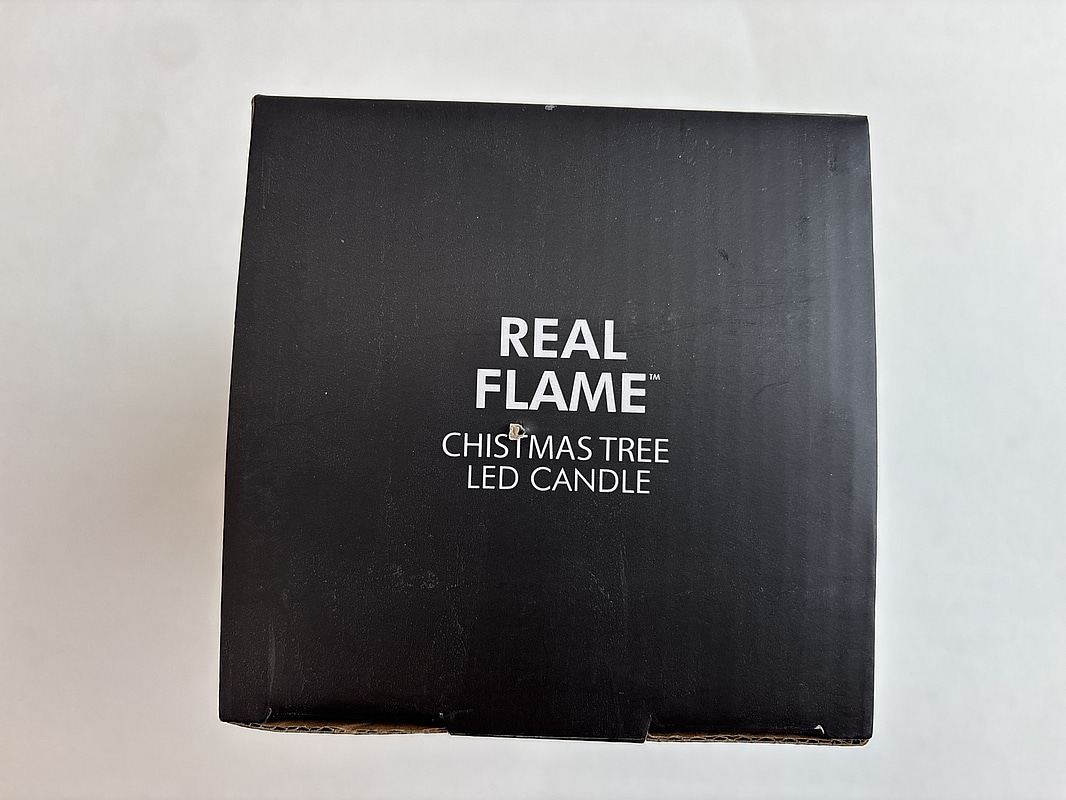 REAL
FLAME™
CHISTMAS TREE
LED CANDLE